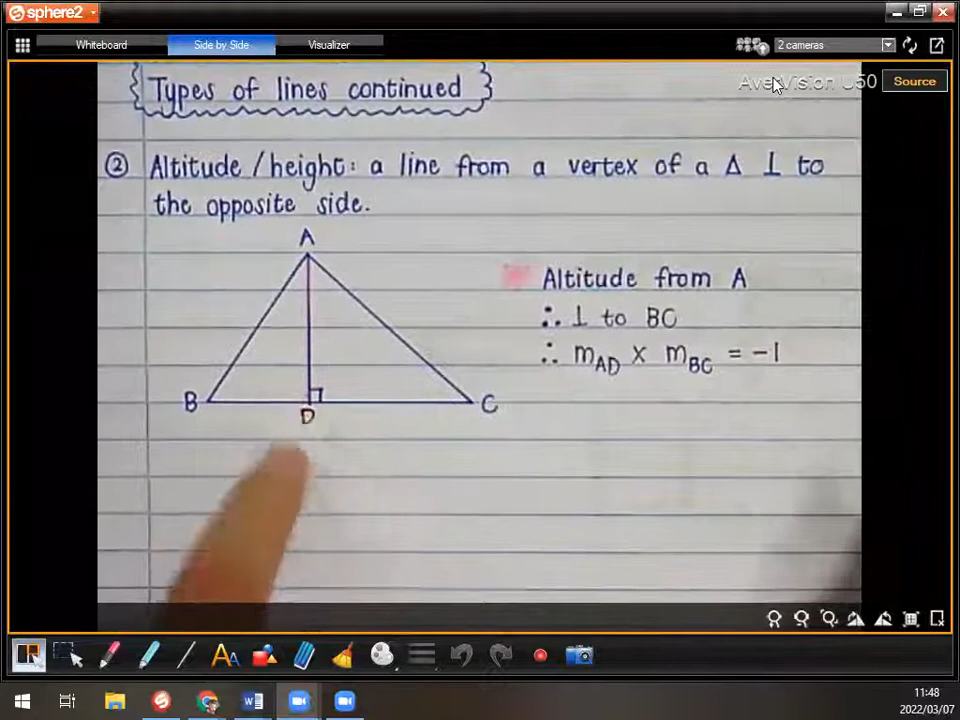 sphere2
Whiteboard
Side by Side
Visualizer
2 cameras
Source
Types of lines continued
② Altitude/height: a line from a vertex of a Δ ⊥ to
the opposite side.
A
B
D
C
Altitude from A
∴ ⊥ to BC
∴ m_AD × m_BC = -1
11:48
2022/03/07